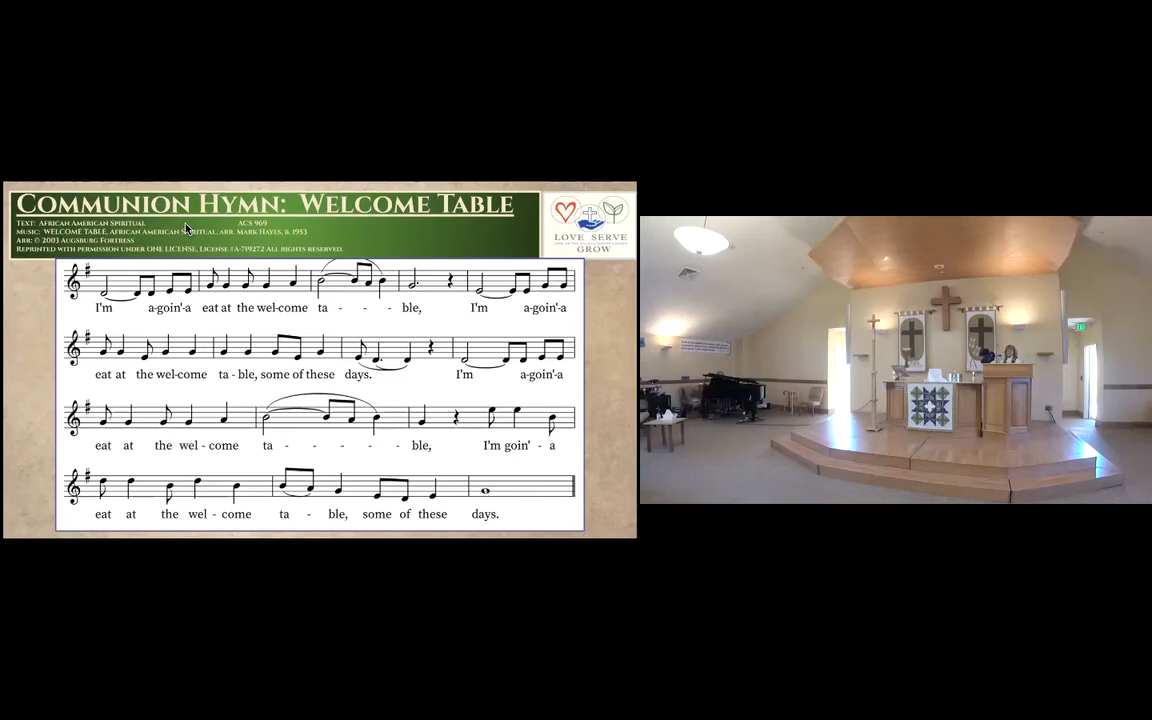 Communion Hymn: Welcome Table
Text: African American Spiritual ACS 969
Music: WELCOME TABLE, African American Spiritual, arr. Mark Hayes, b. 1953
Arr: © 2003 Augsburg Fortress
Reprinted with permission under ONE LICENSE, License #A-719272 All rights reserved.
LOVE SERVE
GROW
I'm a-goin'-a eat at the wel-come ta - - - ble, I'm a-goin'-a
eat at the wel-come ta - ble, some of these days. I'm a-goin'-a
eat at the wel - come ta - - - - ble, I'm goin' - a
eat at the wel - come ta - ble, some of these days.